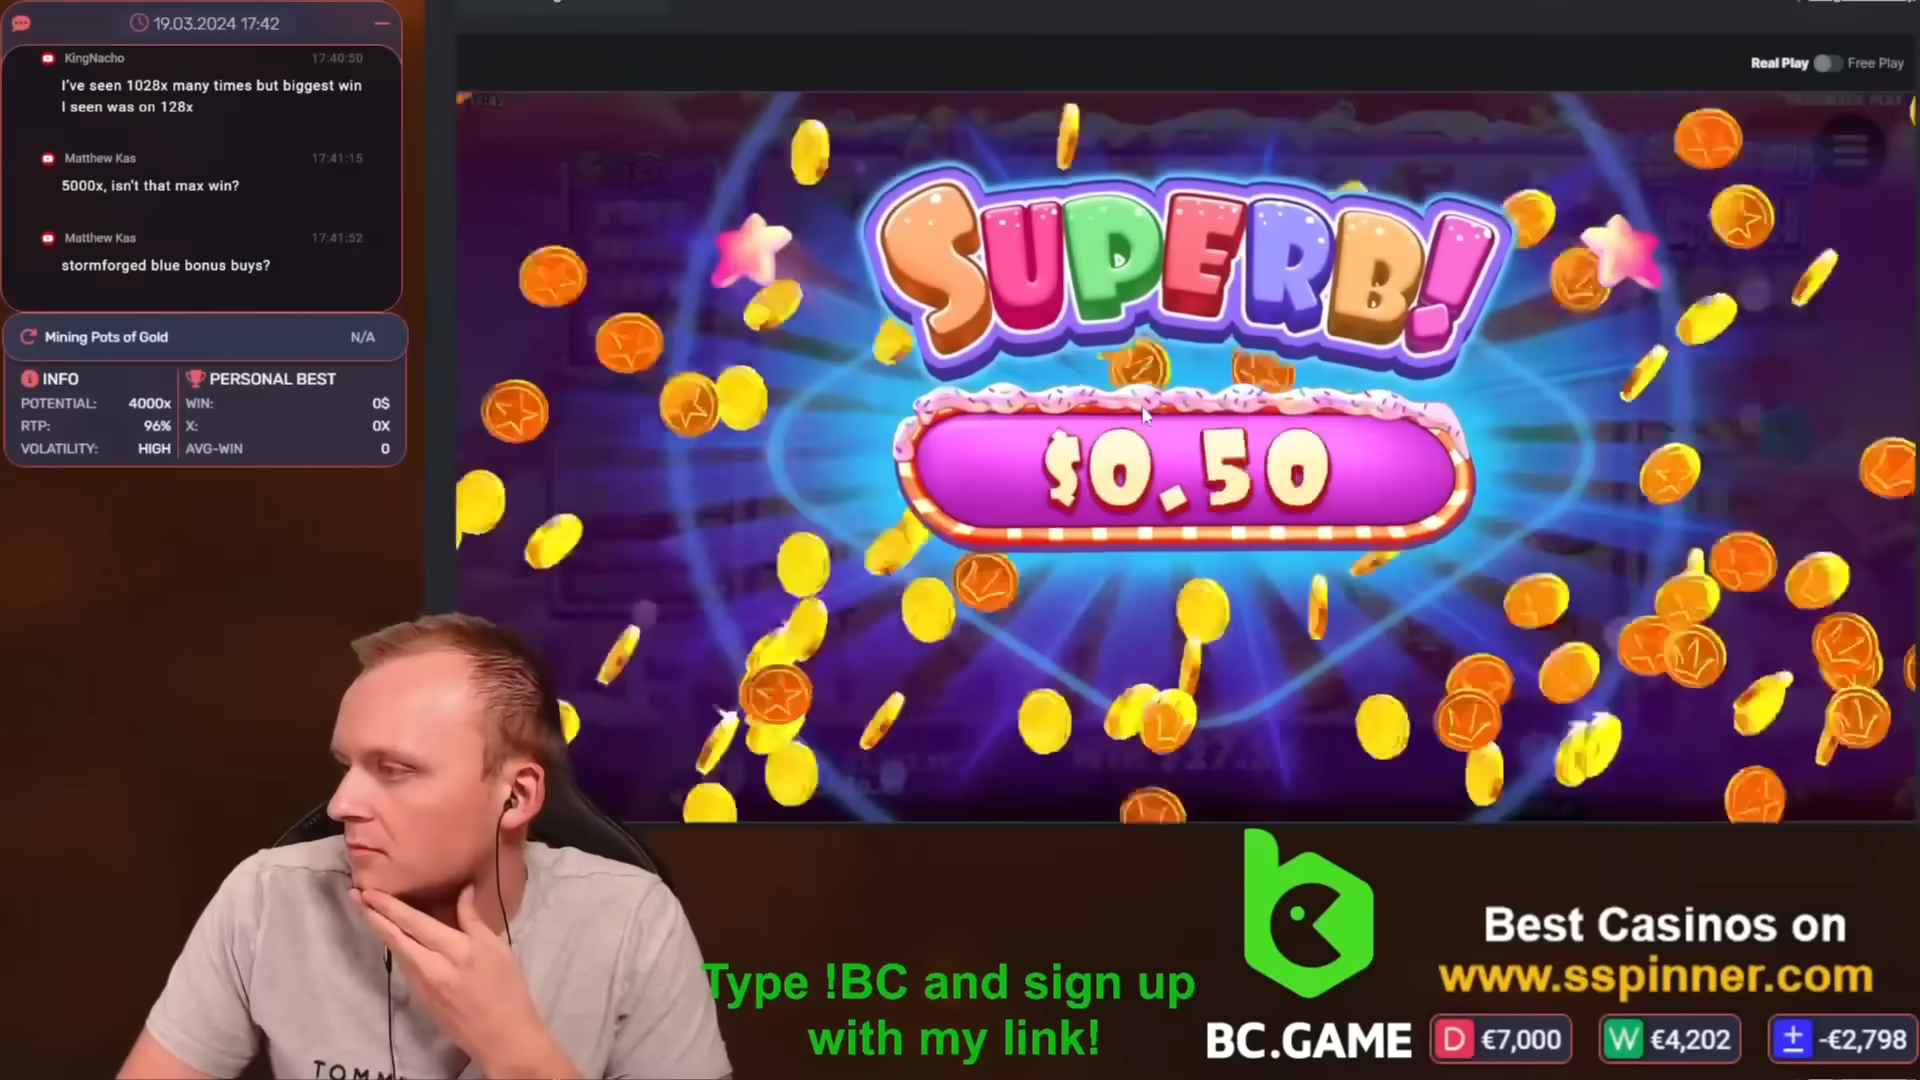 19.03.2024 17:42
KingNacho 17:40:50
I've seen 1028x many times but biggest win
I seen was on 128x
Matthew Kas 17:41:15
5000x, isn't that max win?
Matthew Kas 17:41:52
stormforged blue bonus buys?
Mining Pots of Gold N/A
INFO
POTENTIAL: 4000x
RTP: 96%
VOLATILITY: HIGH
PERSONAL BEST
WIN: 0$
X: 0X
AVG-WIN 0
Real Play Free Play
SUPERB!
$0.50
TOMM
Type !BC and sign up
with my link!
BC.GAME
Best Casinos on
www.sspinner.com
D €7,000 W €4,202 ± -€2,798